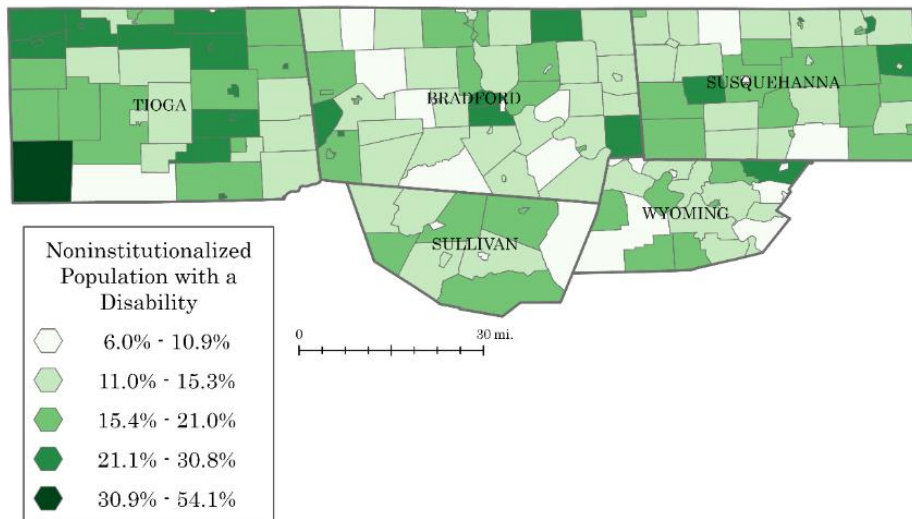 TIOGA
BRADFORD
SUSQUEHANNA
SULLIVAN
WYOMING
Noninstitutionalized
Population with a
Disability
6.0% - 10.9%
11.0% - 15.3%
15.4% - 21.0%
21.1% - 30.8%
30.9% - 54.1%
0 30 mi.